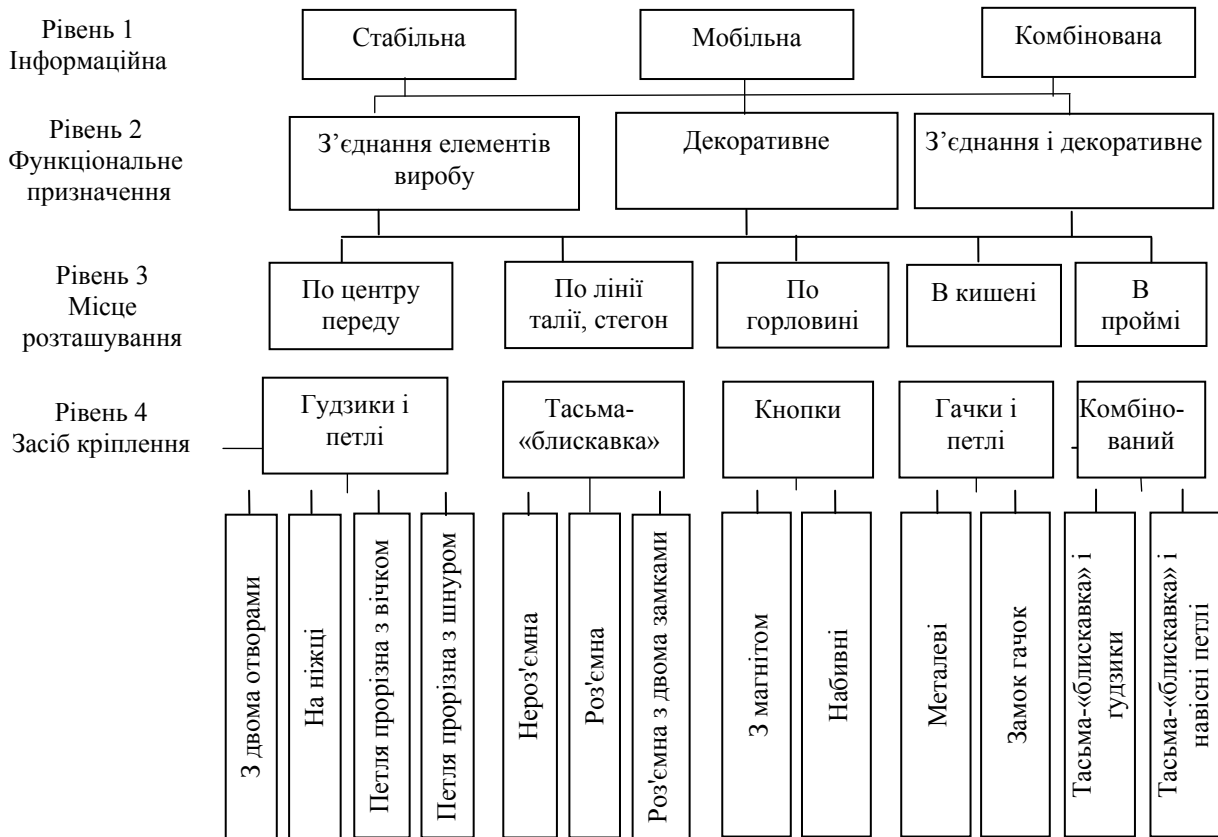 Рівень 1
Інформаційна
Стабільна
Мобільна
Комбінована
Рівень 2
Функціональне
призначення
З’єднання елементів
виробу
Декоративне
З’єднання і декоративне
Рівень 3
Місце
розташування
По центру
переду
По лінії
талії, стегон
По
горловині
В кишені
В
проймі
Рівень 4
Засіб кріплення
Гудзики і
петлі
Тасьма-
«блискавка»
Кнопки
Гачки і
петлі
Комбіно-
ований
З двома отворами
На ніжці
Петля прорізна з вічком
Петля прорізна з шнуром
Нероз'ємна
Роз'ємна
Роз'ємна з двома замками
З магнітом
Набивні
Металеві
Замок гачок
Тасьма-«блискавка» і
гудзики
Тасьма-«блискавка» і
навісні петлі